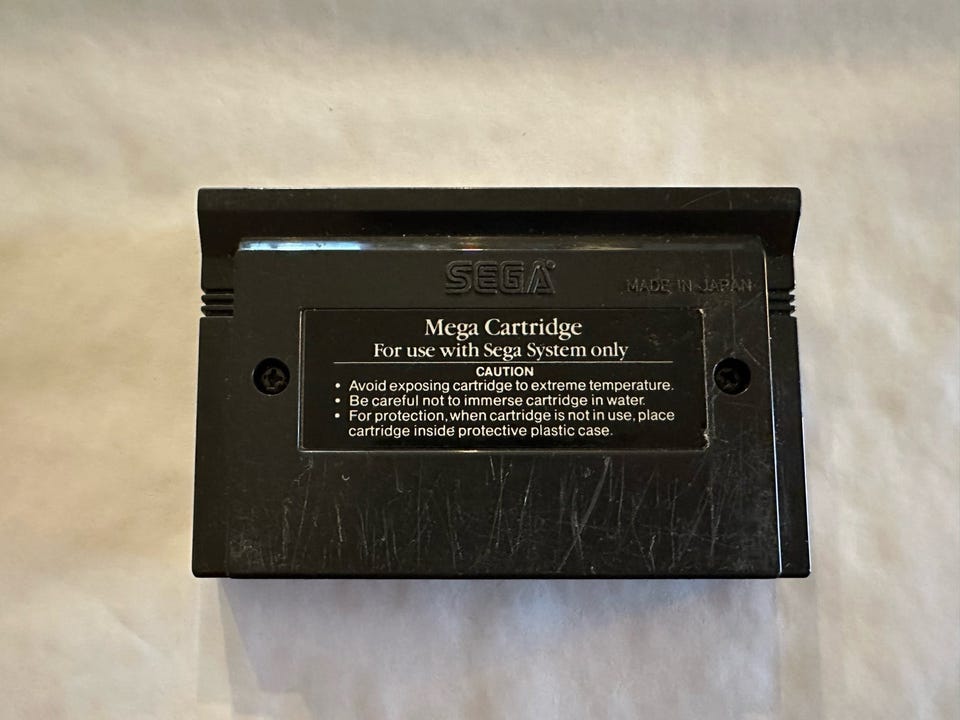 SEGA®
MADE IN JAPAN
Mega Cartridge
For use with Sega System only
CAUTION
• Avoid exposing cartridge to extreme temperature.
• Be careful not to immerse cartridge in water.
• For protection, when cartridge is not in use, place
cartridge inside protective plastic case.